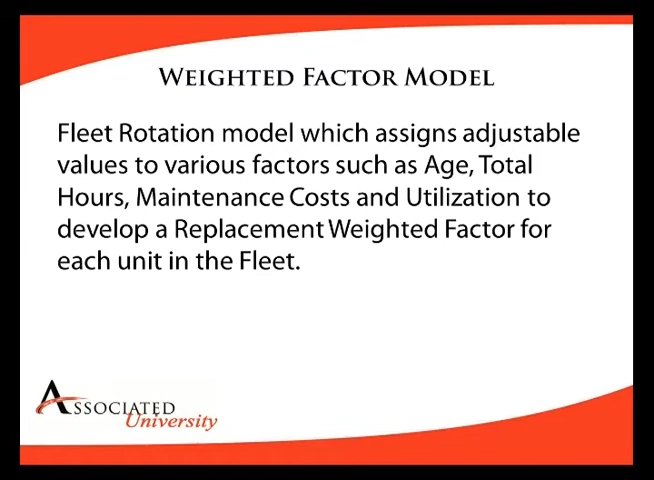 WEIGHTED FACTOR MODEL
Fleet Rotation model which assigns adjustable
values to various factors such as Age, Total
Hours, Maintenance Costs and Utilization to
develop a Replacement Weighted Factor for
each unit in the Fleet.
ASSOCIATED
University